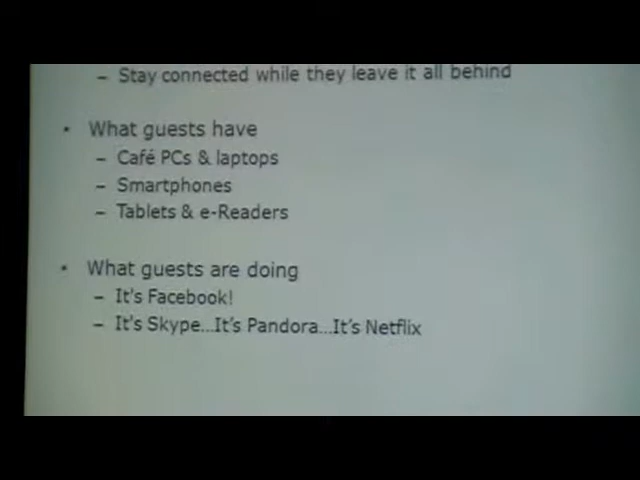 – Stay connected while they leave it all behind
• What guests have
– Café PCs & laptops
– Smartphones
– Tablets & e-Readers
• What guests are doing
– It's Facebook!
– It's Skype...It's Pandora...It's Netflix